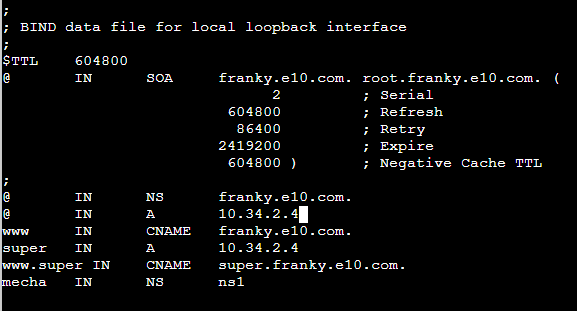 ;
; BIND data file for local loopback interface
;
$TTL    604800
@       IN      SOA     franky.e10.com. root.franky.e10.com. (
                              2         ; Serial
                         604800         ; Refresh
                          86400         ; Retry
                        2419200         ; Expire
                         604800 )       ; Negative Cache TTL
;
@       IN      NS      franky.e10.com.
@       IN      A       10.34.2.4
www     IN      CNAME   franky.e10.com.
super   IN      A       10.34.2.4
www.super IN    CNAME   super.franky.e10.com.
mecha   IN      NS      ns1